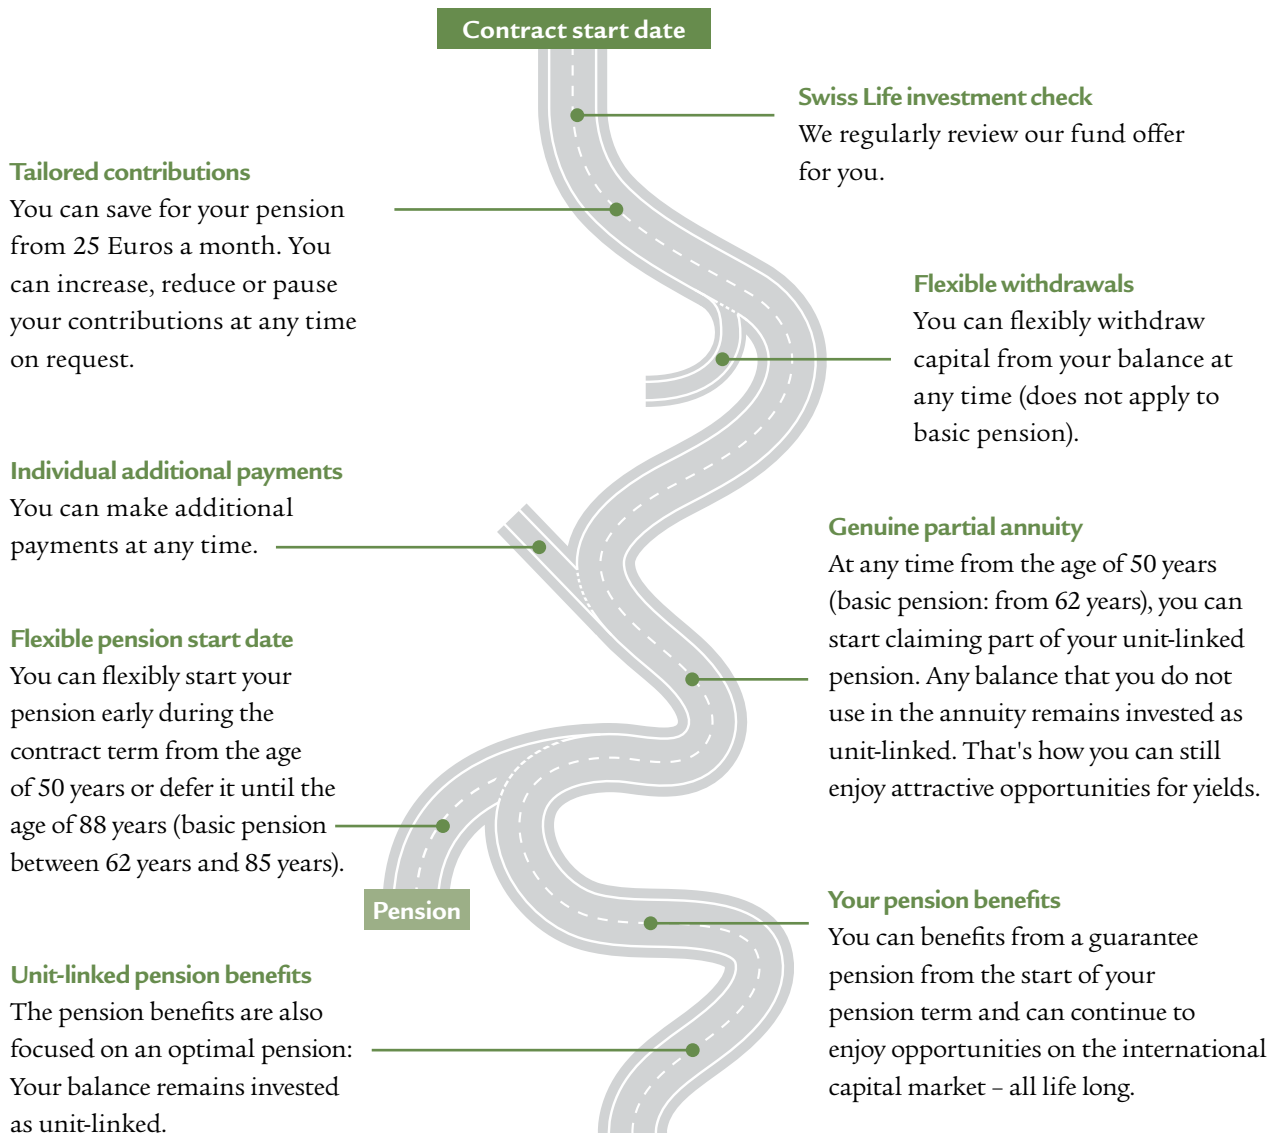 Contract start date
Swiss Life investment check
We regularly review our fund offer
for you.
Tailored contributions
You can save for your pension
from 25 Euros a month. You
can increase, reduce or pause
your contributions at any time
on request.
Flexible withdrawals
You can flexibly withdraw
capital from your balance at
any time (does not apply to
basic pension).
Individual additional payments
You can make additional
payments at any time.
Genuine partial annuity
At any time from the age of 50 years
(basic pension: from 62 years), you can
start claiming part of your unit-linked
pension. Any balance that you do not
use in the annuity remains invested as
unit-linked. That's how you can still
enjoy attractive opportunities for yields.
Flexible pension start date
You can flexibly start your
pension early during the
contract term from the age
of 50 years or defer it until the
age of 88 years (basic pension
between 62 years and 85 years).
Pension
Your pension benefits
You can benefits from a guarantee
pension from the start of your
pension term and can continue to
enjoy opportunities on the international
capital market – all life long.
Unit-linked pension benefits
The pension benefits are also
focused on an optimal pension:
Your balance remains invested
as unit-linked.